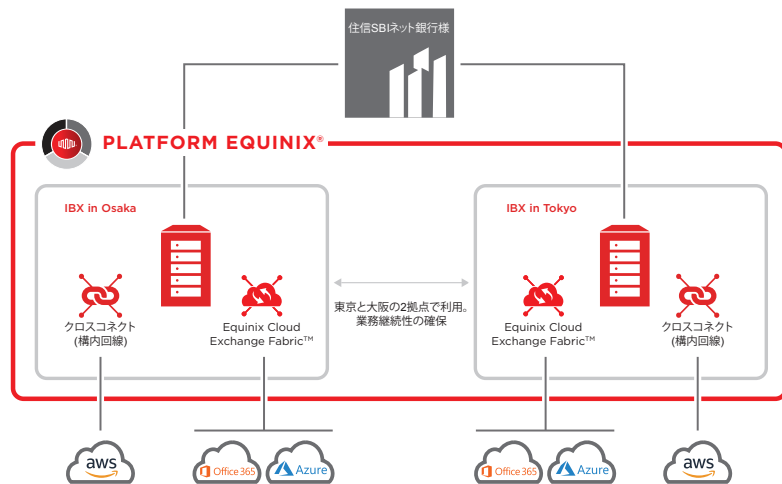 住信SBIネット銀行様
PLATFORM EQUINIX®
IBX in Osaka
クロスコネクト
(構内回線)
Equinix Cloud
Exchange Fabric™
東京と大阪の2拠点で利用。
業務継続性の確保
IBX in Tokyo
Equinix Cloud
Exchange Fabric™
クロスコネクト
(構内回線)
aws
Office 365
Azure
Office 365
Azure
aws